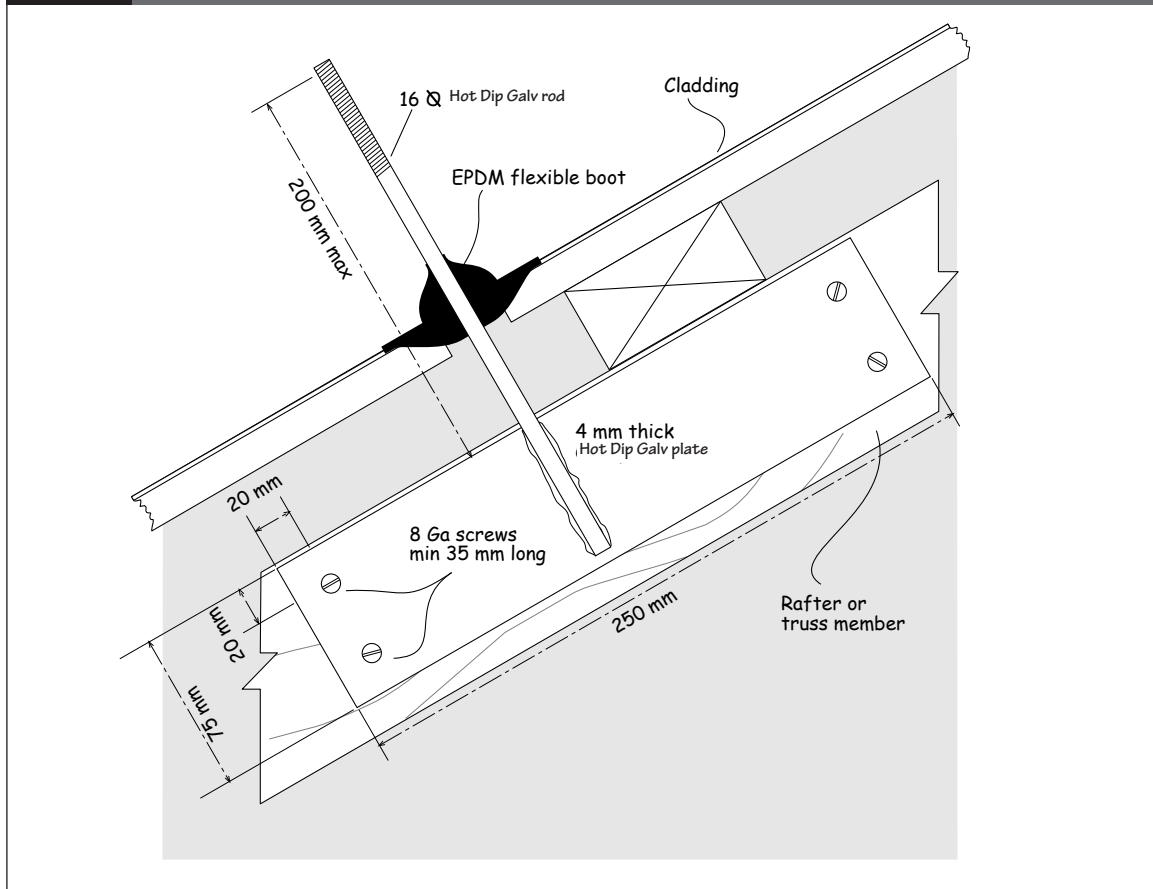 16 Ø Hot Dip Galv rod
Cladding
EPDM flexible boot
200 mm max
4 mm thick
Hot Dip Galv plate
20 mm
8 Ga screws
min 35 mm long
20 mm
250 mm
Rafter or
truss member
75 mm